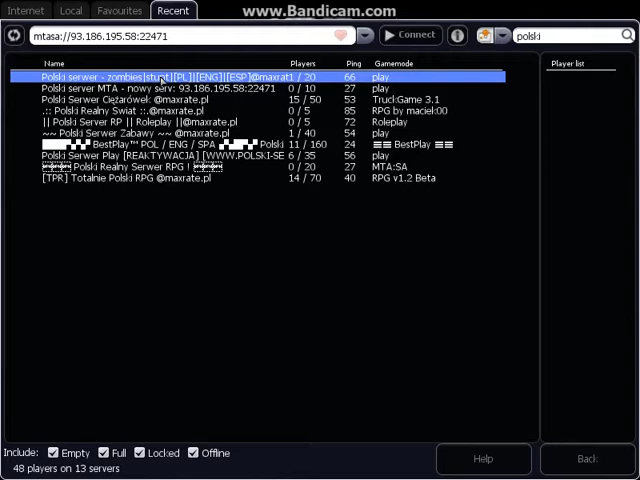 www.Bandicam.com
Internet Local Favourites Recent
mtasa://93.186.195.58:22471 Connect polski
Name Players Ping Gamemode Player list
Polski serwer - zombies|stunt|[PL]|[ENG]|[ESP]@maxrat1 / 20 66 play
Polski server MTA - nowy serv: 93.186.195.58:22471 0 / 10 27 play
Polski Serwer Ciężarówek @maxrate.pl 15 / 50 53 TruckGame 3.1
.:: Polski Realny Swiat ::.@maxrate.pl 0 / 5 85 RPG by maciek00
|| Polski Server RP || Roleplay ||@maxrate.pl 0 / 5 72 Roleplay
~~ Polski Serwer Zabawy ~~ @maxrate.pl 1 / 40 54 play
BestPlay™ POL / ENG / SPA Polski 11 / 160 24 BestPlay
Polski Serwer Play [REAKTYWACJA] [WWW.POLSKI-SE 6 / 35 56 play
Polski Realny Serwer RPG ! 0 / 20 27 MTA:SA
[TPR] Totalnie Polski RPG @maxrate.pl 14 / 70 40 RPG v1.2 Beta
Include: Empty Full Locked Offline
48 players on 13 servers
Help Back